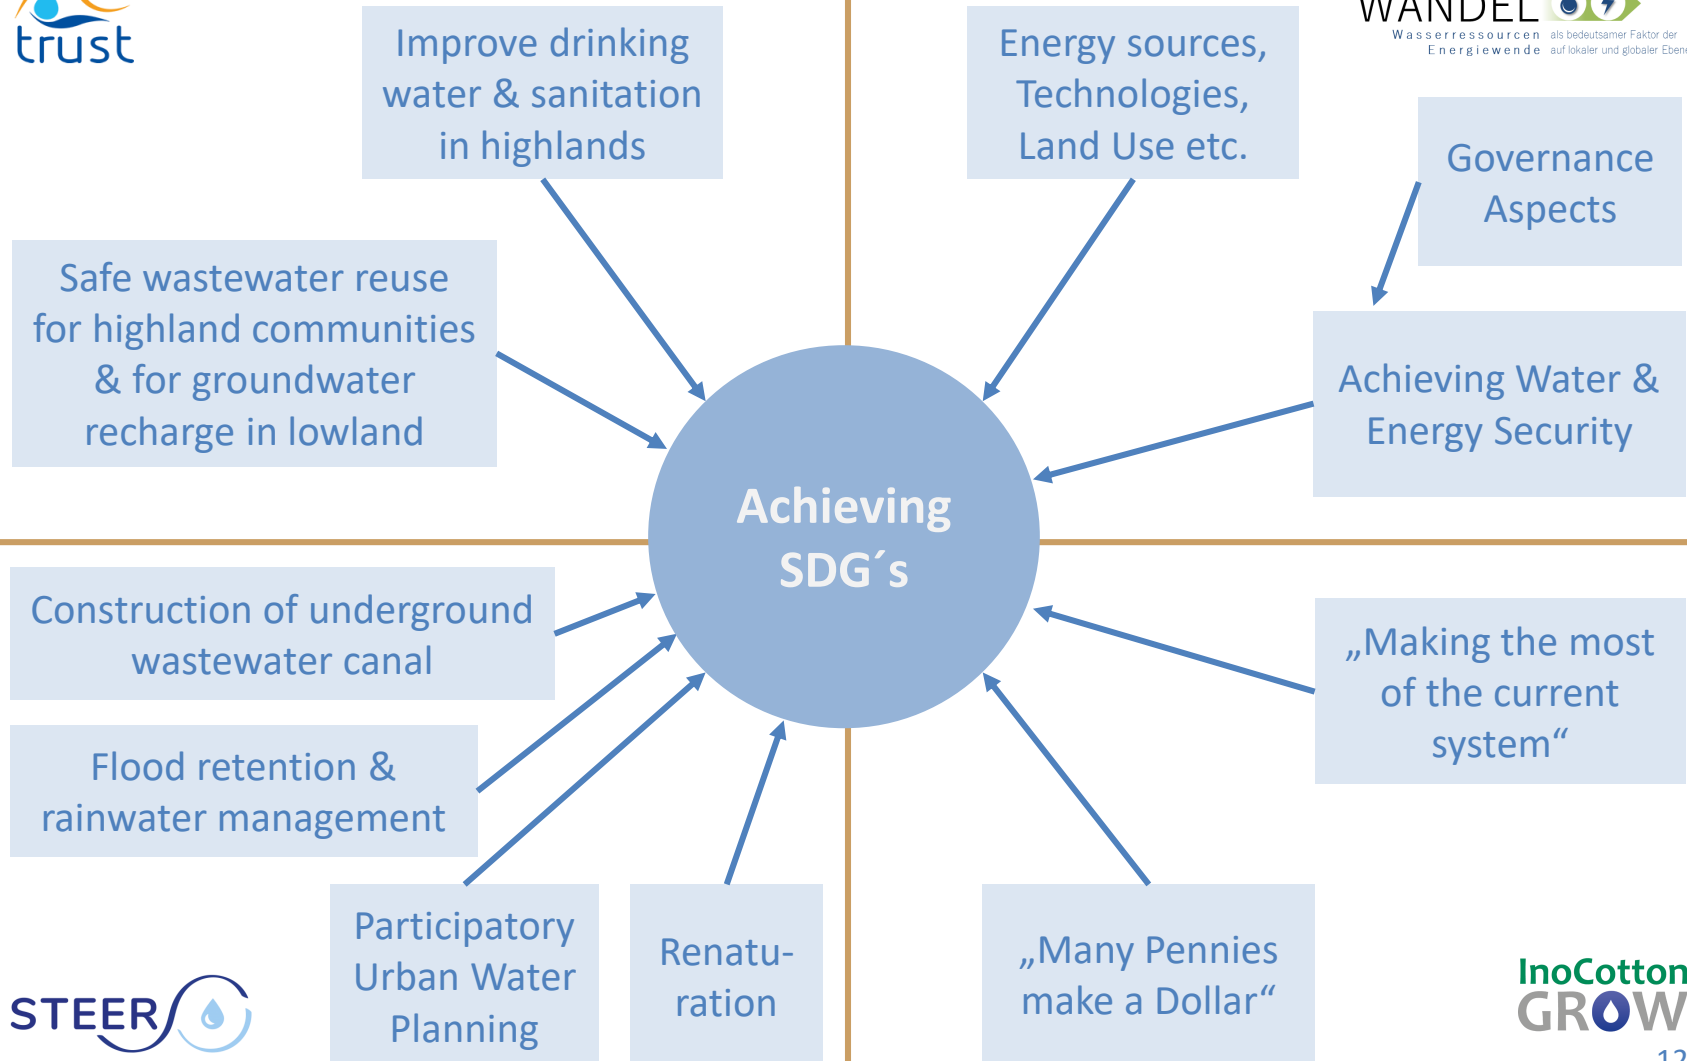 trust
WANDEL
Wasserressourcen als bedeutsamer Faktor der
Energiewende auf lokaler und globaler Ebene
Improve drinking
water & sanitation
in highlands
Energy sources,
Technologies,
Land Use etc.
Governance
Aspects
Safe wastewater reuse
for highland communities
& for groundwater
recharge in lowland
Achieving Water &
Energy Security
Achieving
SDG´s
Construction of underground
wastewater canal
„Making the most
of the current
system“
Flood retention &
rainwater management
Participatory
Urban Water
Planning
Renatu-
ration
„Many Pennies
make a Dollar“
STEER
InoCotton
GROW
12